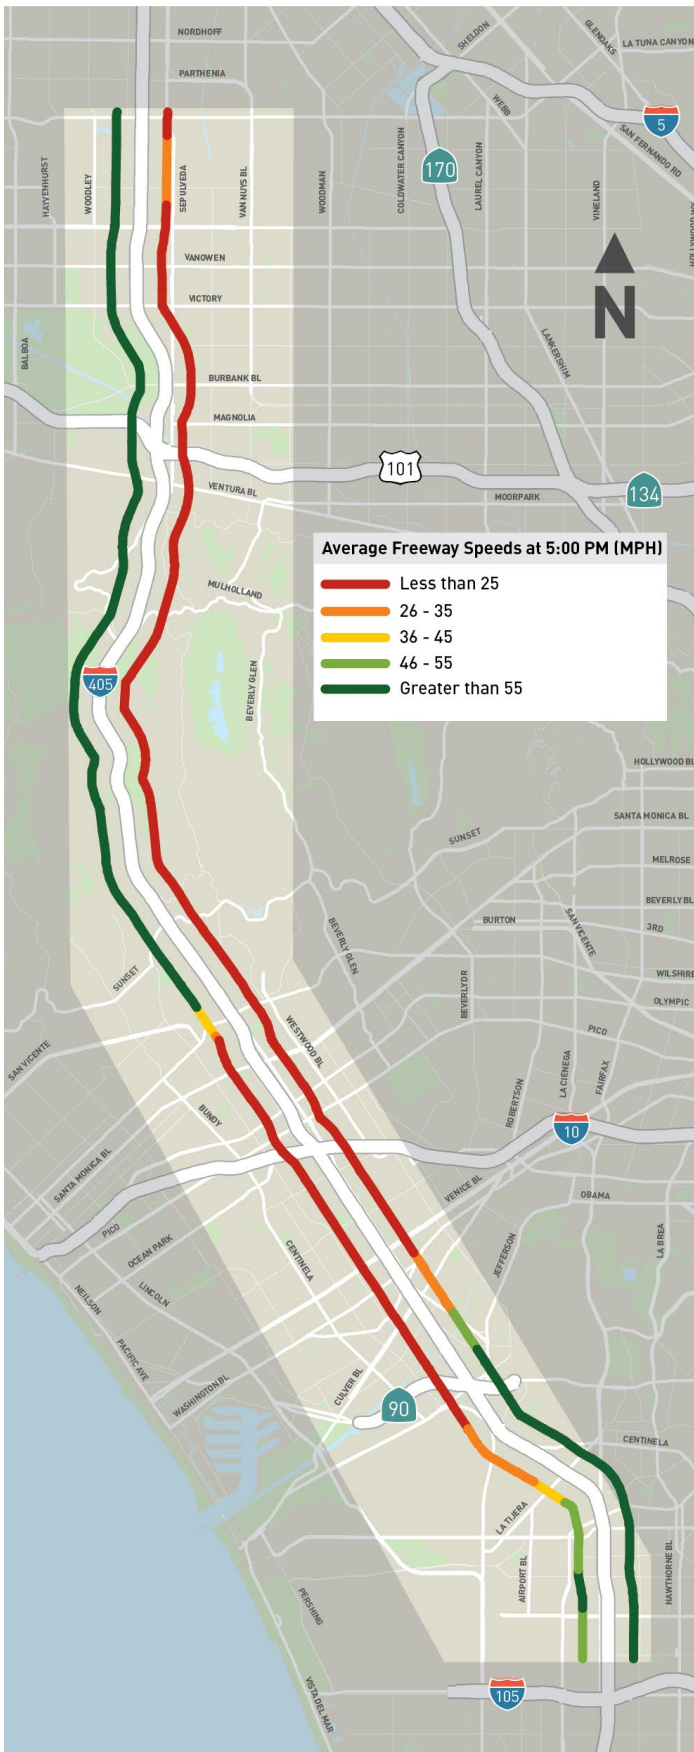 NORDHOFF
SHELDON
GLENOAKS
LA TUNA CANYON
PARTHENIA
WEBB
5
SAN FERNANDO RD
HAYVENHURST
WOODLEY
SEPULVEDA
VAN NUYS BL
WOODMAN
COLDWATER CANYON
170
LAUREL CANYON
VINELAND
VANOWEN
VICTORY
N
BALBOA
LANKERSHIM
BURBANK BL
MAGNOLIA
101
VENTURA BL
MOORPARK
134
Average Freeway Speeds at 5:00 PM (MPH)
Less than 25
26 - 35
36 - 45
46 - 55
Greater than 55
MULHOLLAND
405
BEVERLY GLEN
HOLLYWOOD BL
SANTA MONICA BL
SUNSET
MELROSE
BEVERLY BL
BURTON
SAN VICENTE
3RD
BEVERLY GLEN
SUNSET
BEVERLY DR
WILSHIRE
OLYMPIC
PICO
SAN VICENTE
WESTWOOD BL
LA CIENEGA
FAIRFAX
ROBERTSON
BUNDY
10
SANTA MONICA BL
VENICE BL
OBAMA
PICO
OCEAN PARK
CENTINELA
JEFFERSON
LA BREA
NEILSON
LINCOLN
PACIFIC AVE
WASHINGTON BL
CULVER BL
90
CENTINELA
LA TIJERA
AIRPORT BL
HAWTHORNE BL
PERSHING
105
VISTA DEL MAR